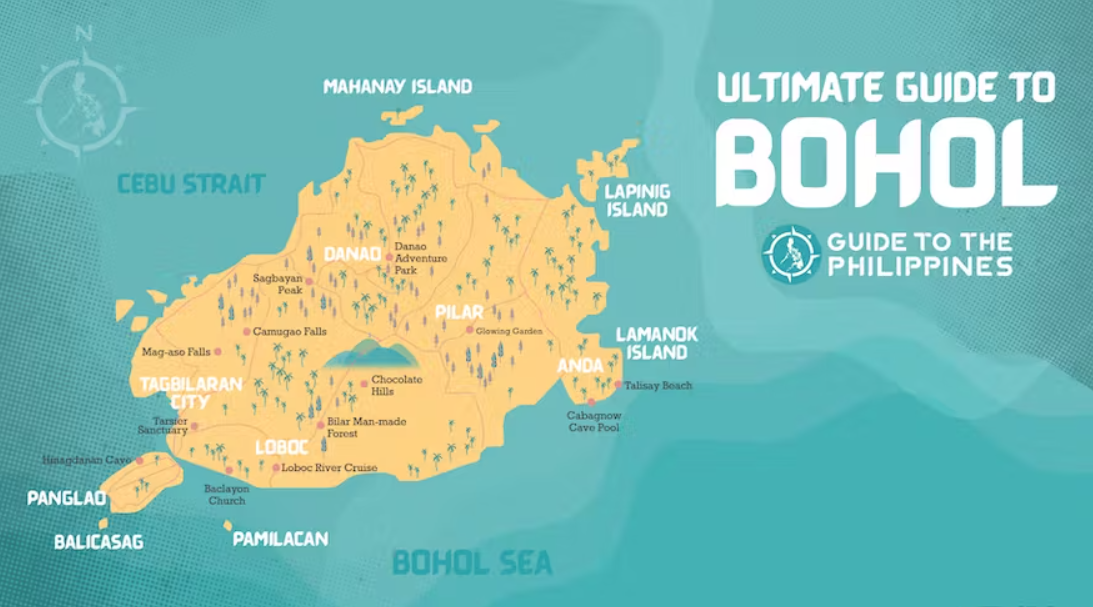 N
MAHANAY ISLAND
ULTIMATE GUIDE TO
BOHOL
GUIDE TO THE
PHILIPPINES
CEBU STRAIT
LAPINIG
ISLAND
DANAO
Danao
Adventure
Park
Sagbayan
Peak
PILAR
Glowing Garden
Camugao Falls
LAMANOK
ISLAND
Mag-aso Falls
ANDA
Talisay Beach
Chocolate
Hills
TAGBILARAN
CITY
Cabagnow
Cave Pool
Tarsier
Sanctuary
Bilar Man-made
Forest
LOBOC
Loboc River Cruise
Hinagdanan Cave
Baclayon
Church
PANGLAO
BALICASAG
PAMILACAN
BOHOL SEA